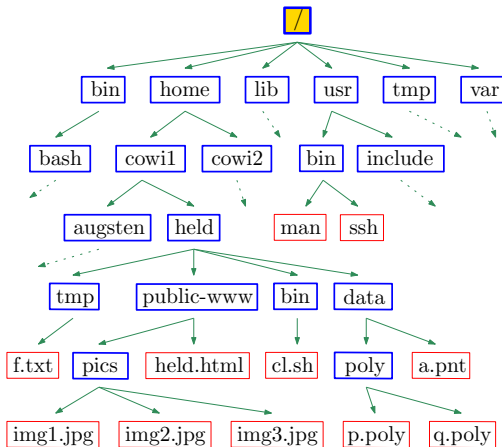 /
bin home lib usr tmp var
bash cowi1 cowi2 bin include
augsten held man ssh
tmp public-www bin data
f.txt pics held.html cl.sh poly a.pnt
img1.jpg img2.jpg img3.jpg p.poly q.poly